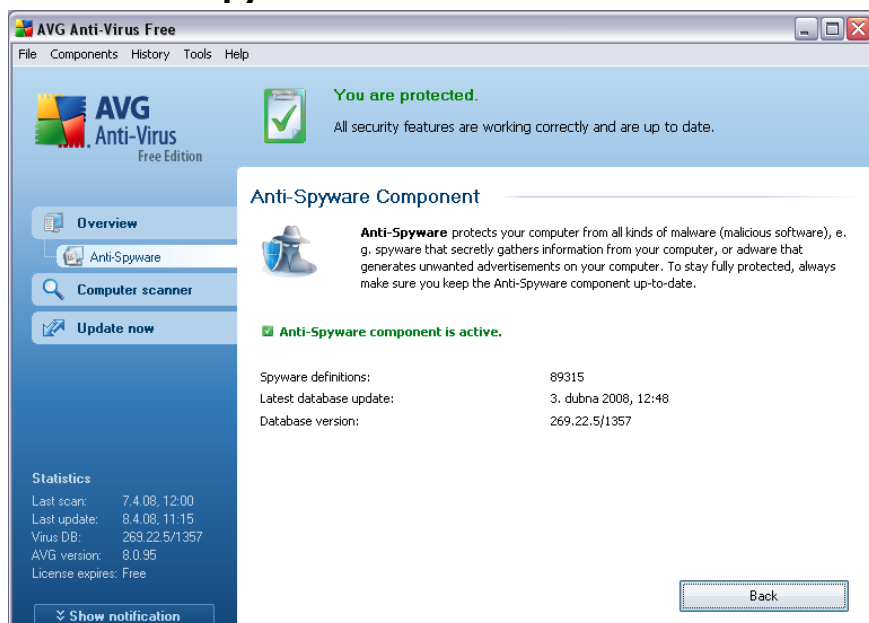 AVG Anti-Virus Free
File Components History Tools Help
AVG
Anti-Virus
Free Edition
You are protected.
All security features are working correctly and are up to date.
Overview
Anti-Spyware
Computer scanner
Update now
Anti-Spyware Component
Anti-Spyware protects your computer from all kinds of malware (malicious software), e.
g. spyware that secretly gathers information from your computer, or adware that
generates unwanted advertisements on your computer. To stay fully protected, always
make sure you keep the Anti-Spyware component up-to-date.
Anti-Spyware component is active.
Spyware definitions: 89315
Latest database update: 3. dubna 2008, 12:48
Database version: 269.22.5/1357
Statistics
Last scan: 7.4.08, 12:00
Last update: 8.4.08, 11:15
Virus DB: 269.22.5/1357
AVG version: 8.0.95
License expires: Free
Show notification
Back